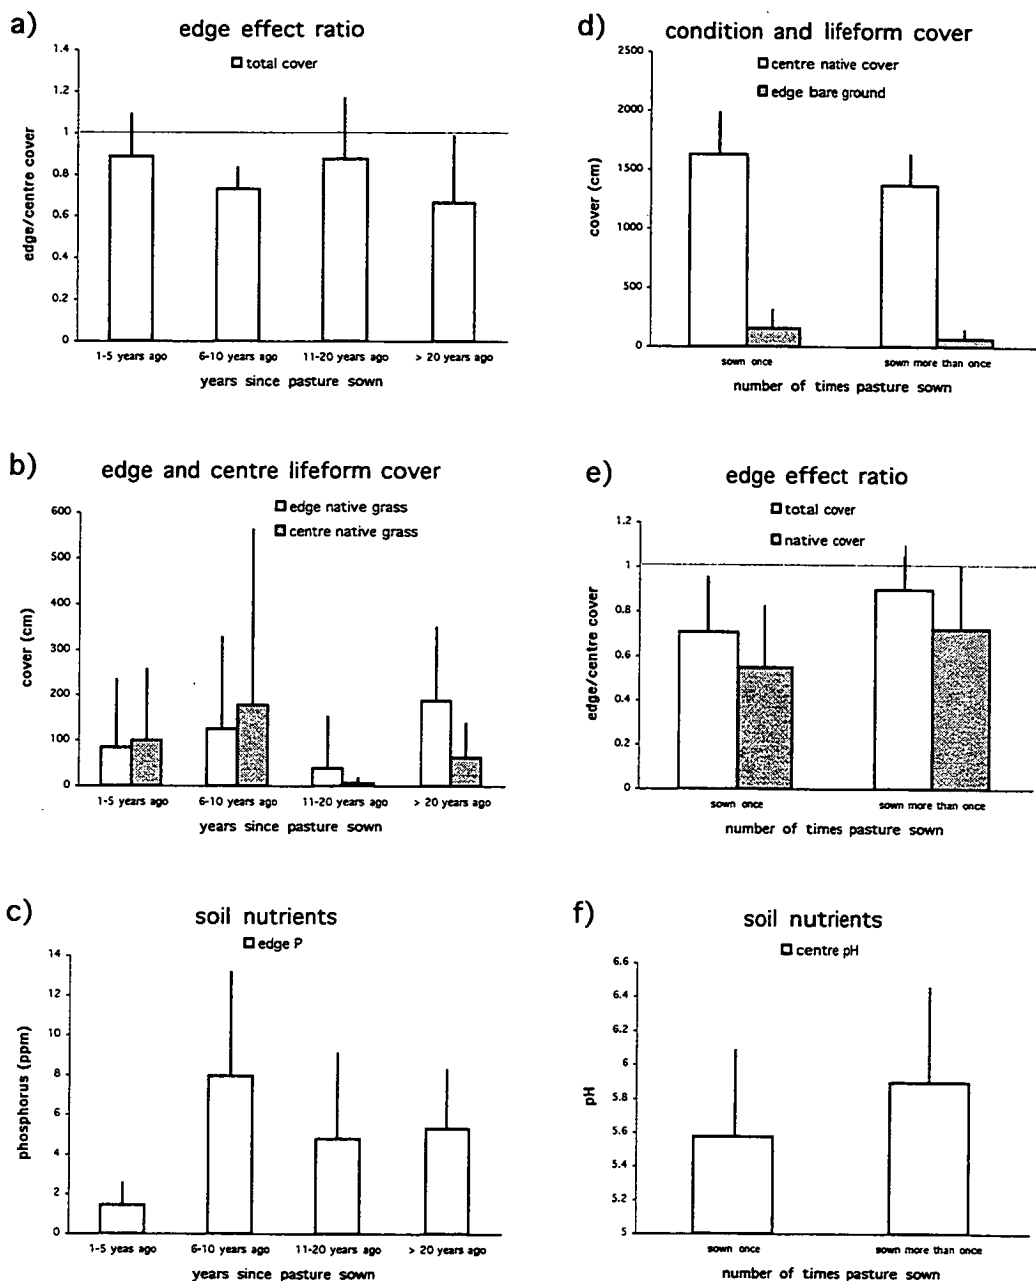 a)
edge effect ratio
total cover
1.4
1.2
1
0.8
0.6
0.4
0.2
0
edge/centre cover
1-5 years ago
6-10 years ago
11-20 years ago
> 20 years ago
years since pasture sown
b)
edge and centre lifeform cover
edge native grass
centre native grass
600
500
400
300
200
100
0
cover (cm)
1-5 years ago
6-10 years ago
11-20 years ago
> 20 years ago
years since pasture sown
c)
soil nutrients
edge P
14
12
10
8
6
4
2
0
phosphorus (ppm)
1-5 yeas ago
6-10 years ago
11-20 years ago
> 20 years ago
years since pasture sown
d)
condition and lifeform cover
centre native cover
edge bare ground
2500
2000
1500
1000
500
0
cover (cm)
sown once
sown more than once
number of times pasture sown
e)
edge effect ratio
total cover
native cover
1.2
1
0.8
0.6
0.4
0.2
0
edge/centre cover
sown once
sown more than once
number of times pasture sown
f)
soil nutrients
centre pH
6.6
6.4
6.2
6
5.8
5.6
5.4
5.2
5
pH
sown once
sown more than once
number of times pasture sown